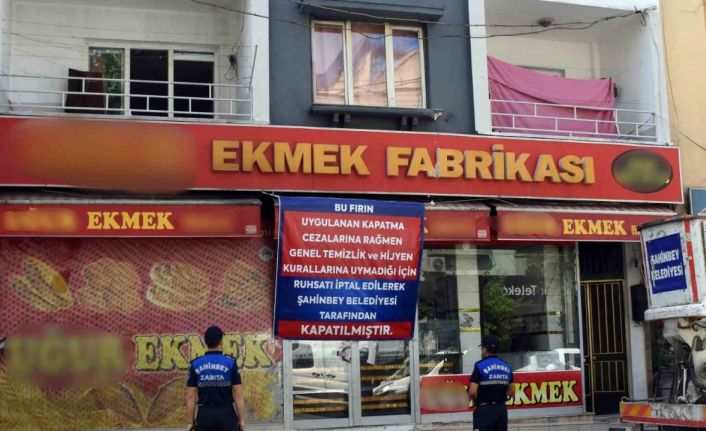 EKMEK FABRİKASI
EKMEK
EKMEK
BU FIRIN
UYGULANAN KAPATMA
CEZALARINA RAĞMEN
GENEL TEMİZLİK ve HİJYEN
KURALLARINA UYMADIĞI İÇİN
RUHSATI İPTAL EDİLEREK
ŞAHİNBEY BELEDİYESİ
TARAFINDAN
KAPATILMIŞTIR.
ŞAHİNBEY
BELEDİYESİ
EKMEK
EKMEK
ŞAHİNBEY
ZABITA
ŞAHİNBEY
ZABITA